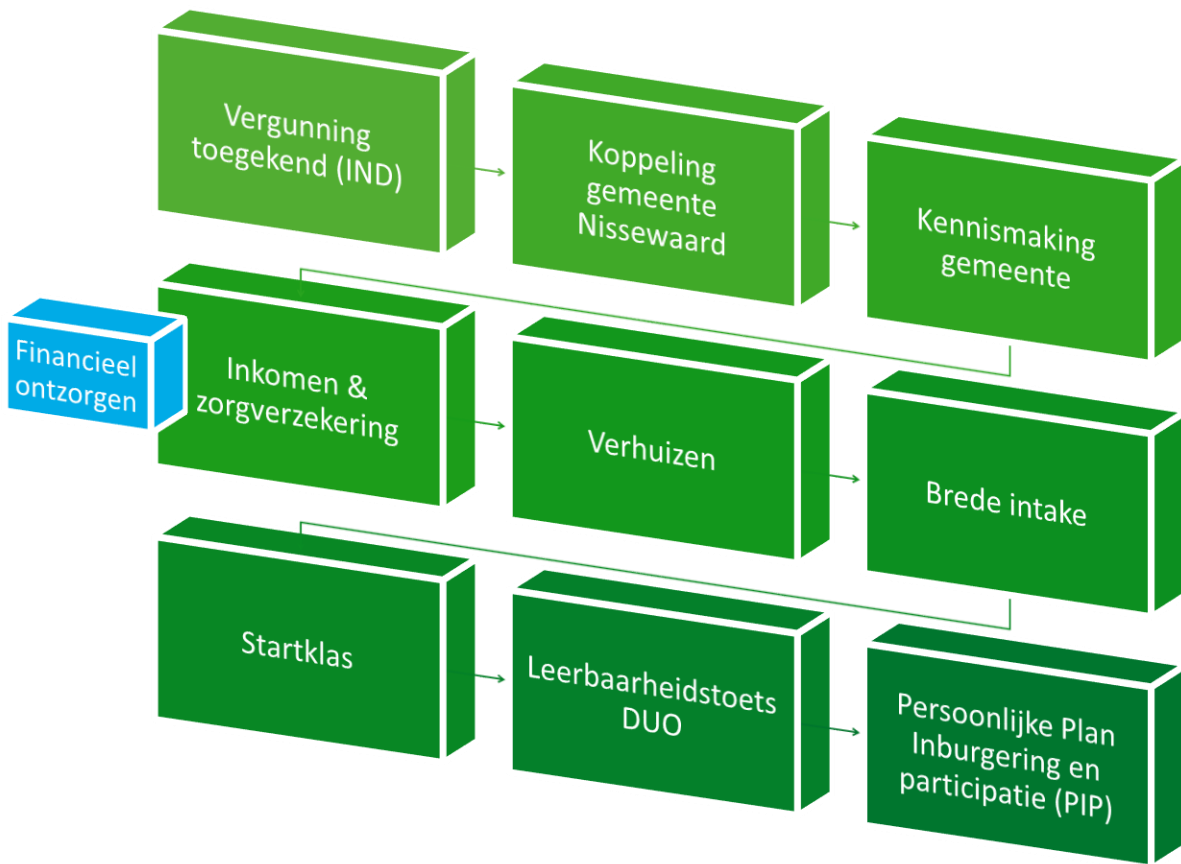 Vergunning
toegekend (IND)
Koppeling
gemeente
Nissewaard
Kennismaking
gemeente
Financieel
ontzorgen
Inkomen &
zorgverzekering
Verhuizen
Brede intake
Startklas
Leerbaarheidstoets
DUO
Persoonlijke Plan
Inburgering en
participatie (PIP)